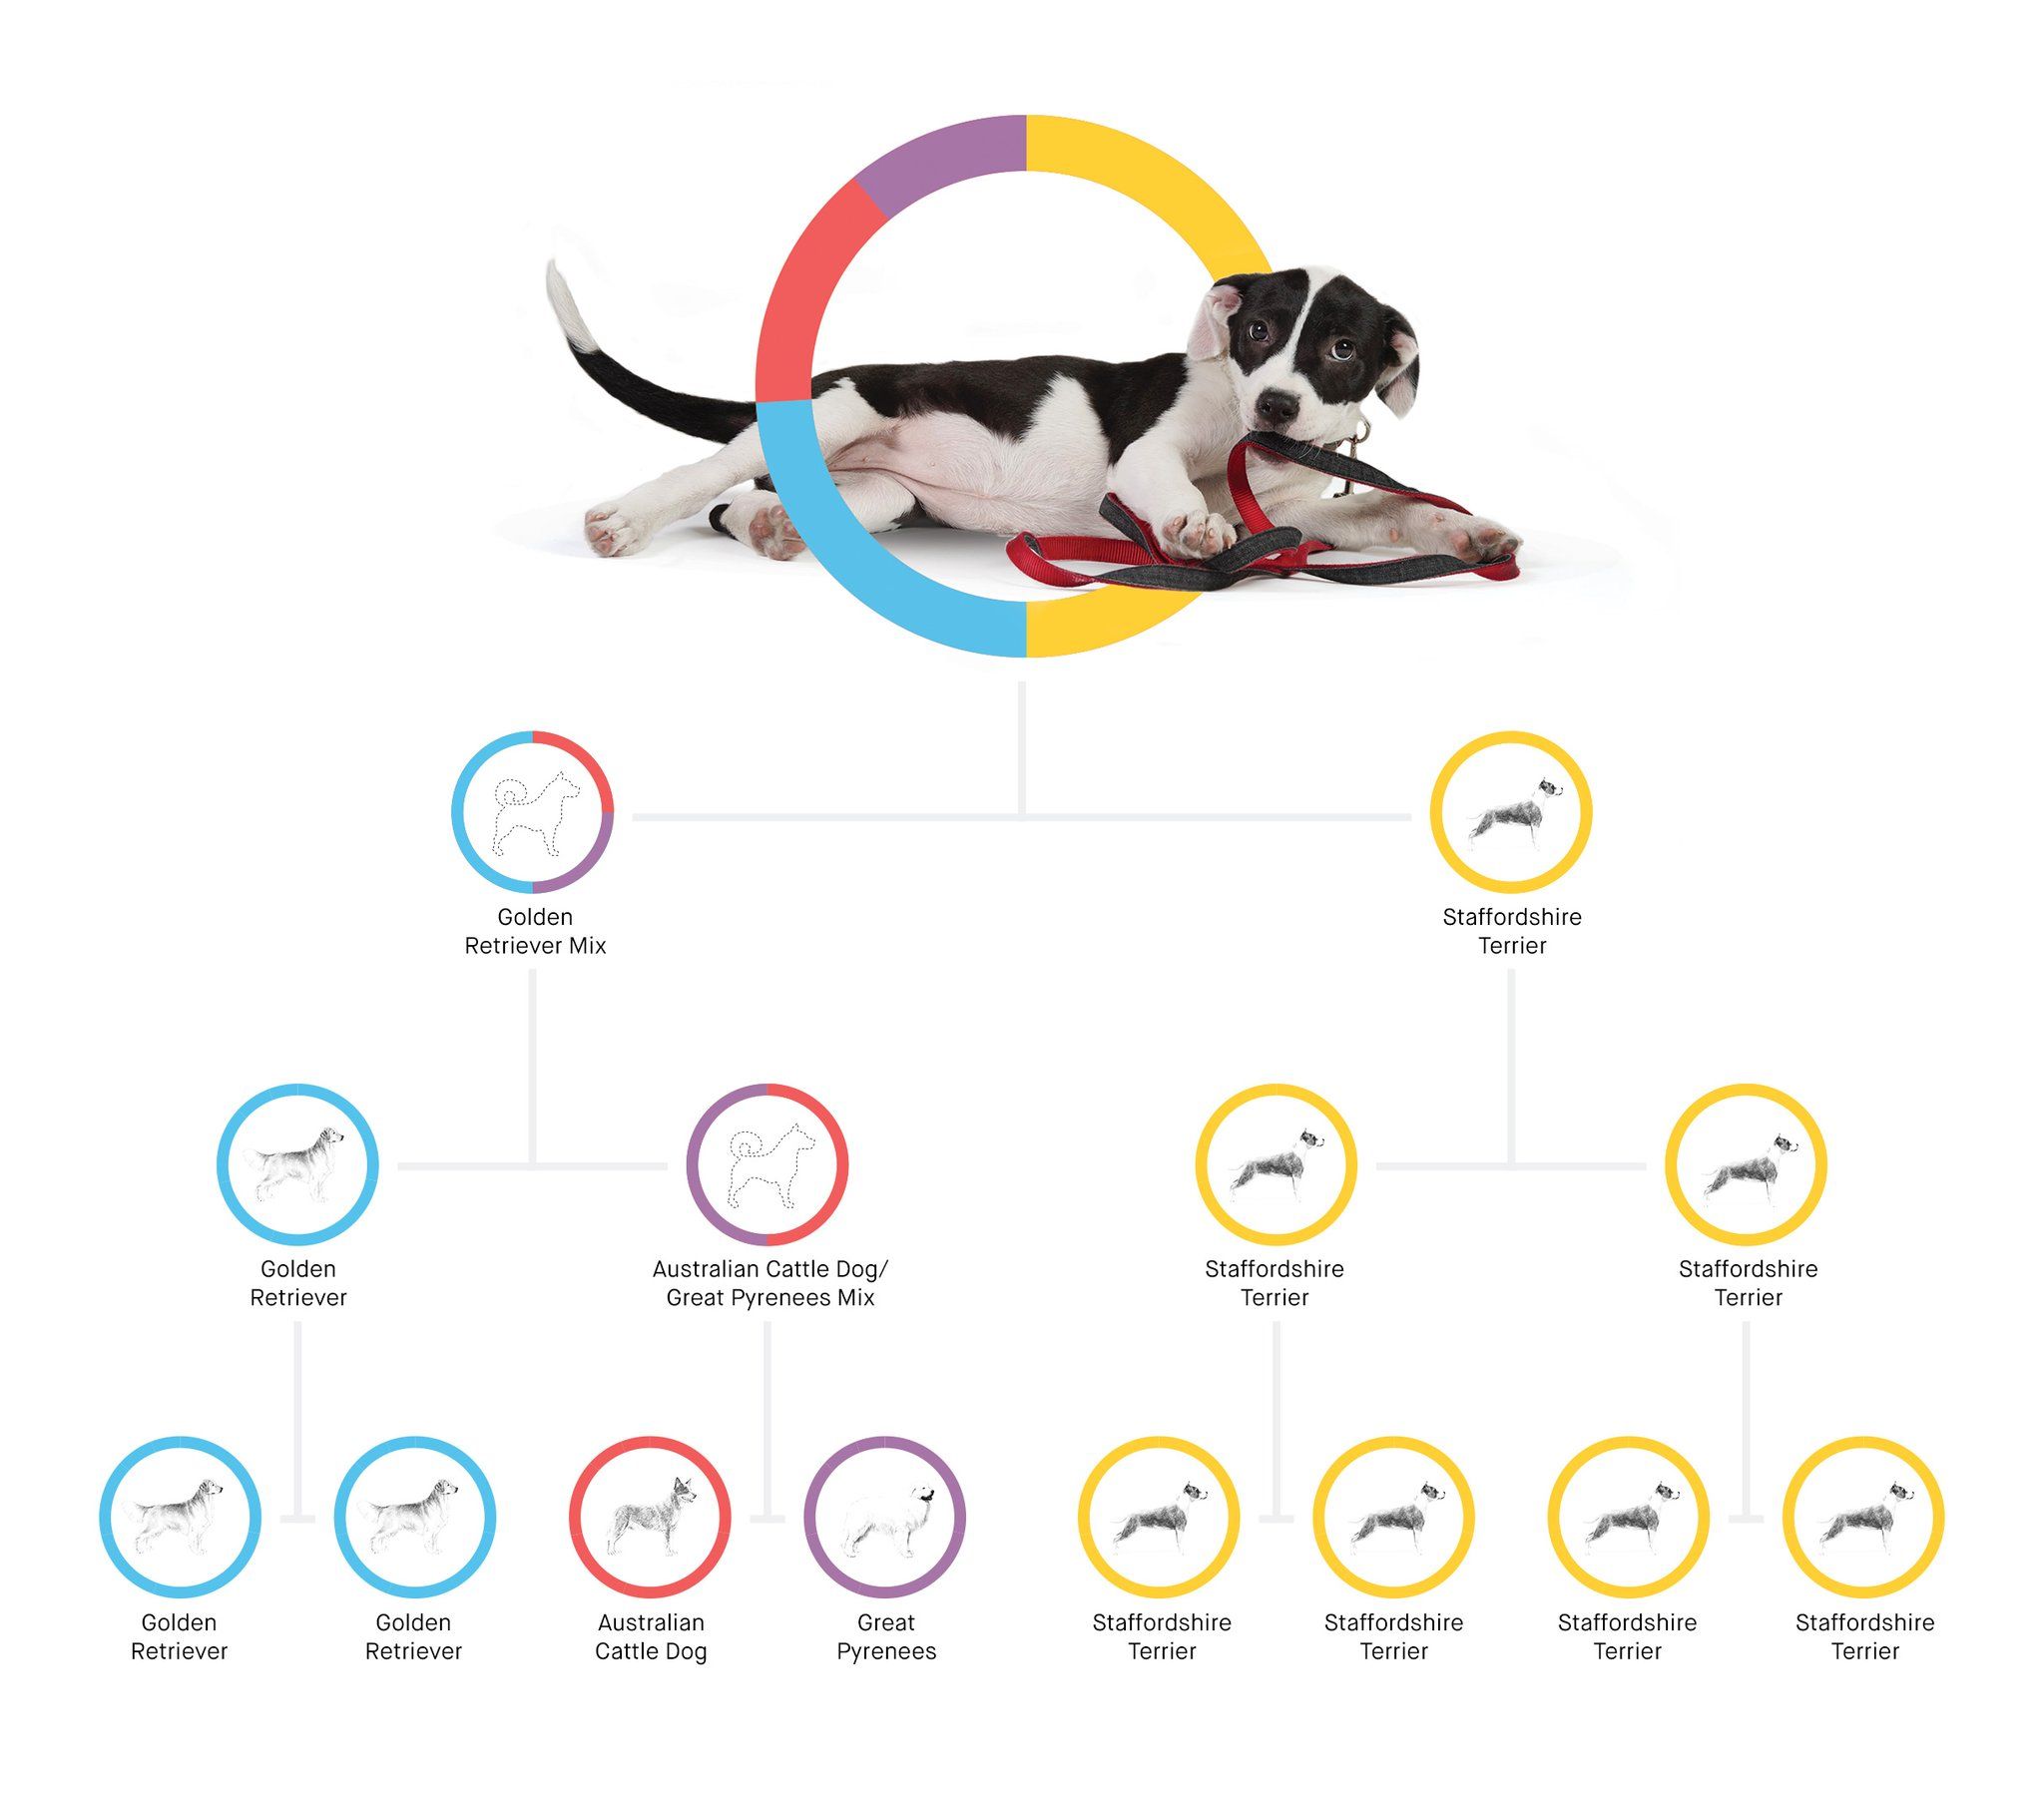 Golden
Retriever Mix
Staffordshire
Terrier
Golden
Retriever
Australian Cattle Dog/
Great Pyrenees Mix
Staffordshire
Terrier
Staffordshire
Terrier
Golden
Retriever
Golden
Retriever
Australian
Cattle Dog
Great
Pyrenees
Staffordshire
Terrier
Staffordshire
Terrier
Staffordshire
Terrier
Staffordshire
Terrier